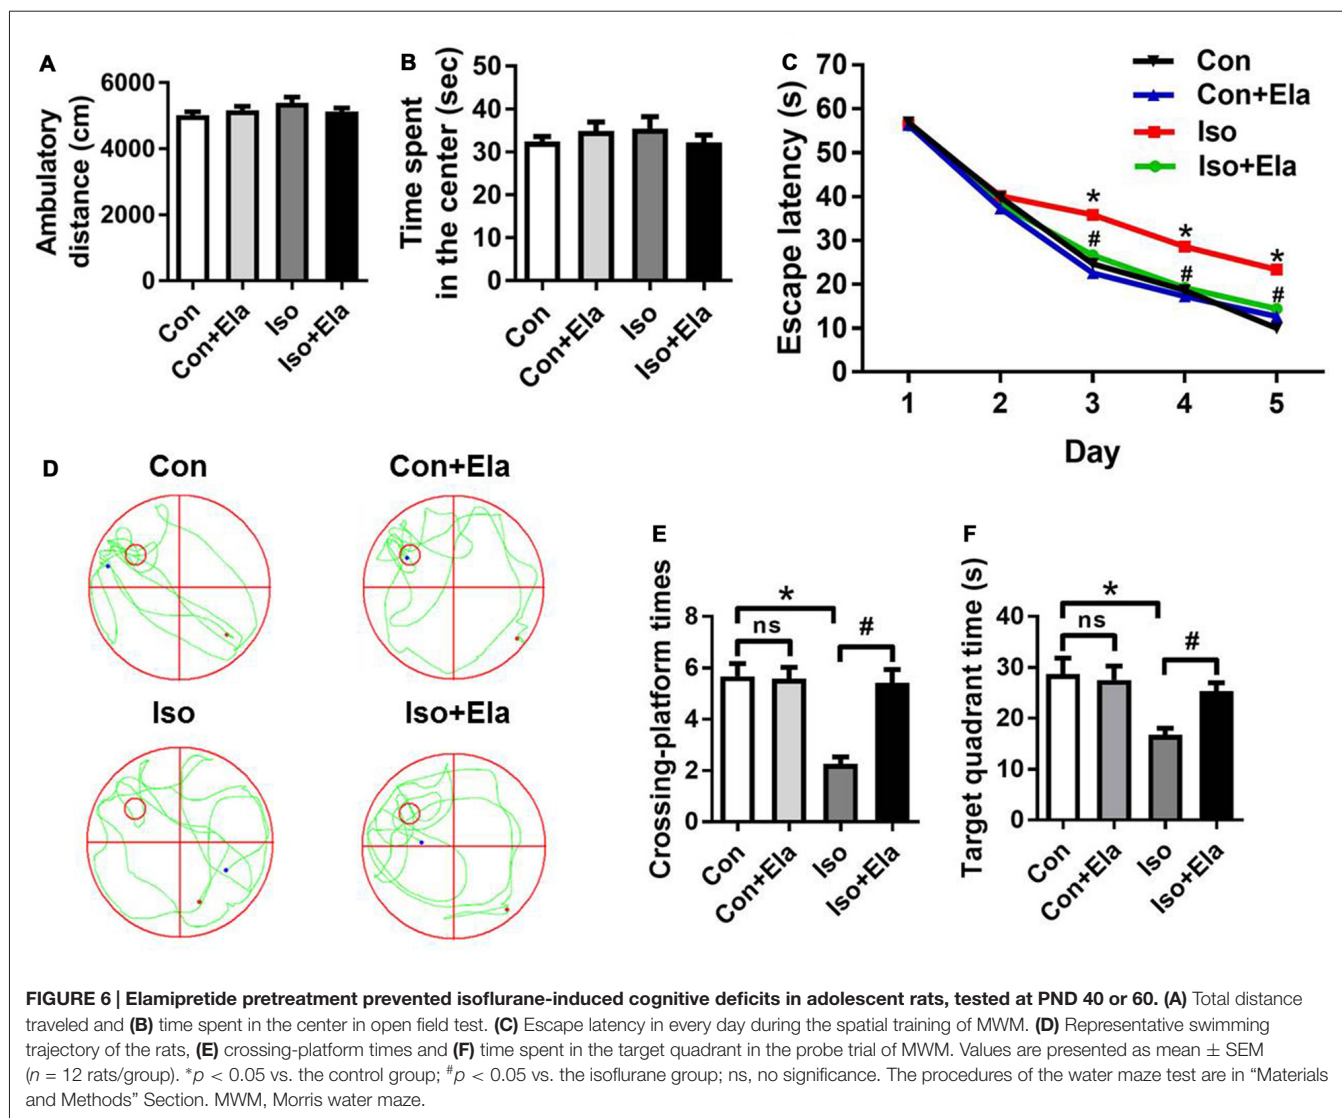 A
Ambulatory
distance (cm)
6000
4000
2000
0
Con
Con+Ela
Iso
Iso+Ela
B
Time spent
in the center (sec)
50
40
30
20
10
0
Con
Con+Ela
Iso
Iso+Ela
C
Escape latency (s)
70
60
50
40
30
20
10
0
Con
Con+Ela
Iso
Iso+Ela
*
#
*
#
*
#
1 2 3 4 5
Day
D
Con
Con+Ela
Iso
Iso+Ela
E
Crossing-platform times
8
6
4
2
0
*
ns
#
Con
Con+Ela
Iso
Iso+Ela
F
Target quadrant time (s)
40
30
20
10
0
*
ns
#
Con
Con+Ela
Iso
Iso+Ela
FIGURE 6 | Elamipretide pretreatment prevented isoflurane-induced cognitive deficits in adolescent rats, tested at PND 40 or 60. (A) Total distance
traveled and (B) time spent in the center in open field test. (C) Escape latency in every day during the spatial training of MWM. (D) Representative swimming
trajectory of the rats, (E) crossing-platform times and (F) time spent in the target quadrant in the probe trial of MWM. Values are presented as mean ± SEM
(n = 12 rats/group). *p < 0.05 vs. the control group; #p < 0.05 vs. the isoflurane group; ns, no significance. The procedures of the water maze test are in “Materials
and Methods” Section. MWM, Morris water maze.